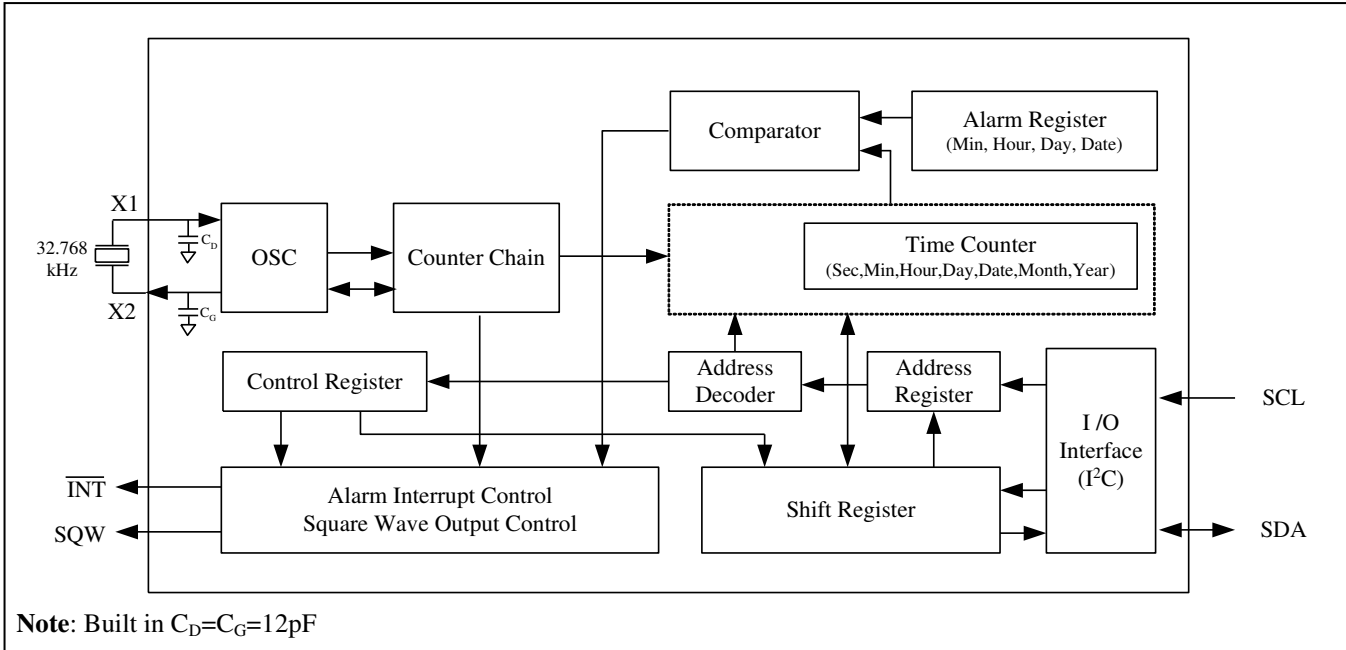 Comparator
Alarm Register
(Min, Hour, Day, Date)
X1
C_D
32.768
kHz
OSC
Counter Chain
Time Counter
(Sec,Min,Hour,Day,Date,Month,Year)
X2
C_G
Control Register
Address
Decoder
Address
Register
I /O
Interface
(I²C)
SCL
INT
SQW
Alarm Interrupt Control
Square Wave Output Control
Shift Register
SDA
Note: Built in C_D=C_G=12pF